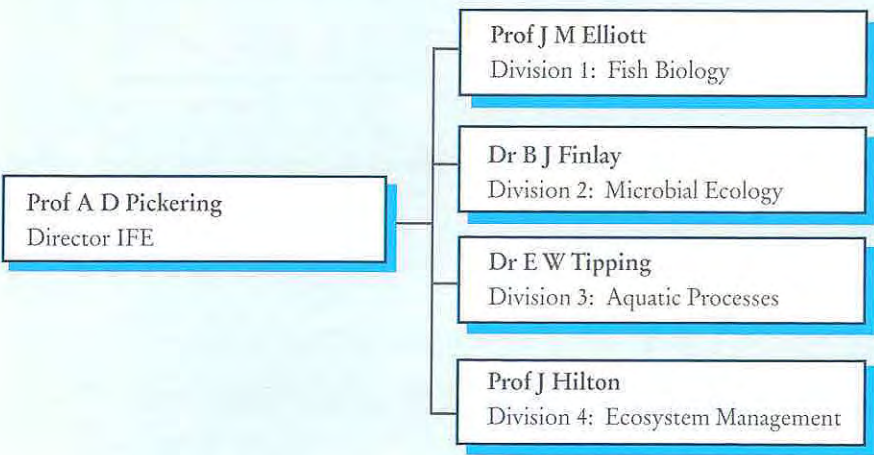 Prof A D Pickering
Director IFE
Prof J M Elliott
Division 1: Fish Biology
Dr B J Finlay
Division 2: Microbial Ecology
Dr E W Tipping
Division 3: Aquatic Processes
Prof J Hilton
Division 4: Ecosystem Management